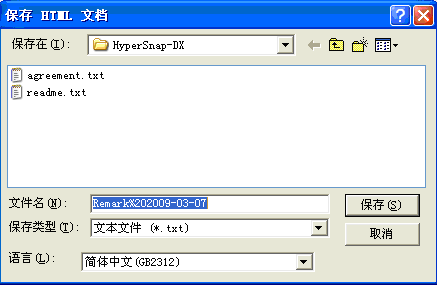 保存 HTML 文档
保存在(I): HyperSnap-DX
agreement.txt
readme.txt
文件名(N): Remark%202009-03-07 保存(S)
保存类型(T): 文本文件 (*.txt) 取消
语言(L): 简体中文(GB2312)